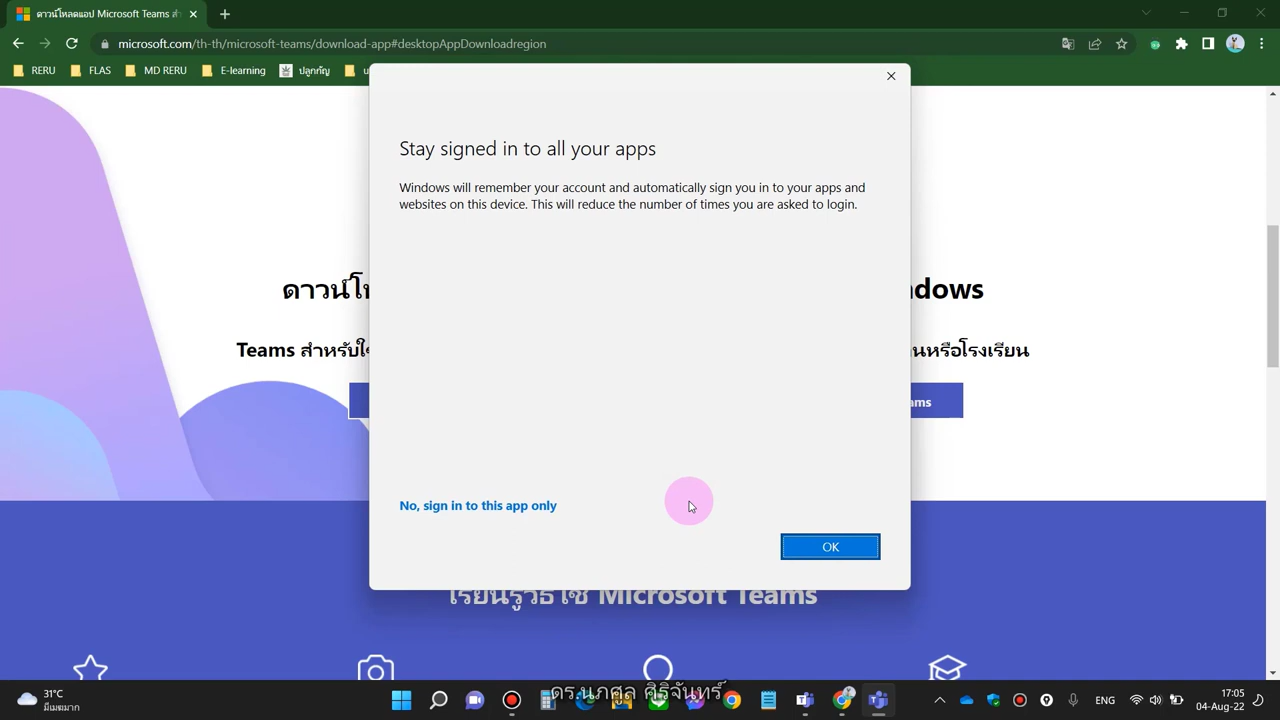 ดาวน์โหลดแอป Microsoft Teams สำ
microsoft.com/th-th/microsoft-teams/download-app#desktopAppDownloadregion
RERU
FLAS
MD RERU
E-learning
ปลูกกัญ
u
Stay signed in to all your apps
Windows will remember your account and automatically sign you in to your apps and
websites on this device. This will reduce the number of times you are asked to login.
ดาวน์โ
ndows
Teams สำหรับใช
านหรือโรงเรียน
ams
No, sign in to this app only
OK
เรียนรู้วิธีใช้ Microsoft Teams
ดร.นภศูล ศิริจันทร์
31°C
มีเมฆมาก
ENG
17:05
04-Aug-22